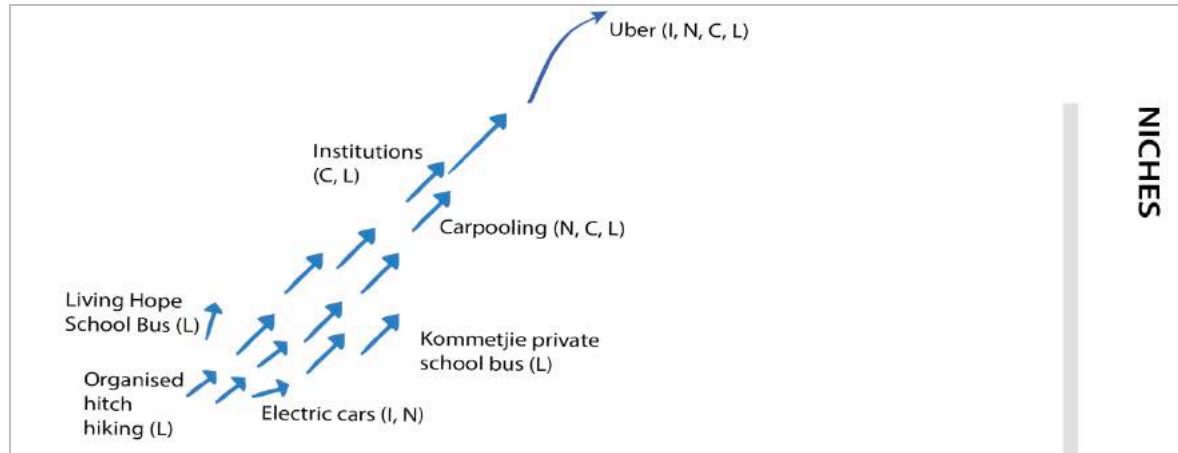 Uber (I, N, C, L)
Institutions
(C, L)
Carpooling (N, C, L)
Living Hope
School Bus (L)
Kommetjie private
school bus (L)
Organised
hitch
hiking (L)
Electric cars (I, N)
NICHES